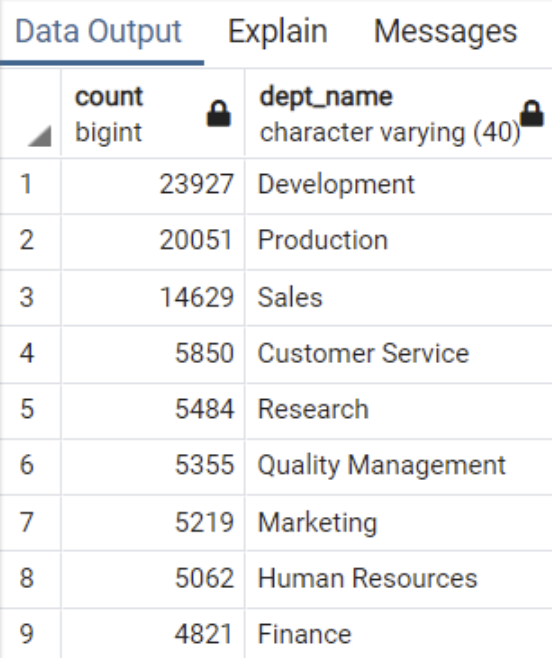 Data Output Explain Messages
count dept_name
bigint character varying (40)
1 23927 Development
2 20051 Production
3 14629 Sales
4 5850 Customer Service
5 5484 Research
6 5355 Quality Management
7 5219 Marketing
8 5062 Human Resources
9 4821 Finance